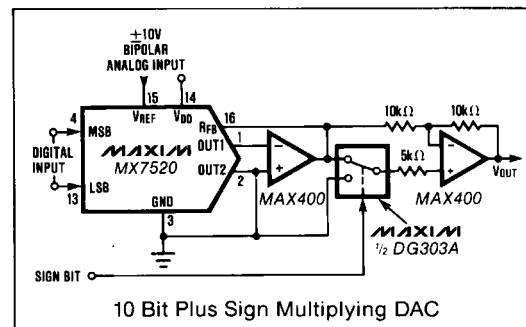 ±10V
BIPOLAR
ANALOG INPUT
15 14
VREF VDD
16
RFB
4
MSB
OUT1
1
10kΩ 10kΩ
DIGITAL
INPUT
MAXIM
MX7520
OUT2
2
5kΩ
VOUT
LSB
13
GND
3
MAX400
MAX400
MAXIM
1/2 DG303A
SIGN BIT
10 Bit Plus Sign Multiplying DAC